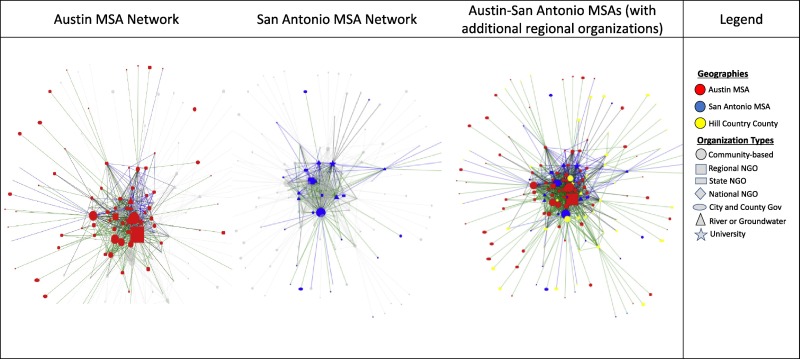 Austin MSA Network
San Antonio MSA Network
Austin-San Antonio MSAs (with
additional regional organizations)
Legend
Geographies
Austin MSA
San Antonio MSA
Hill Country County
Organization Types
Community-based
Regional NGO
State NGO
National NGO
City and County Gov
River or Groundwater
University